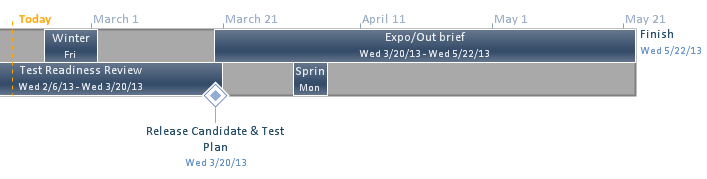 Today
March 1
March 21
April 11
May 1
May 21
Winter
Fri
Expo/Out brief
Wed 3/20/13 - Wed 5/22/13
Finish
Wed 5/22/13
Test Readiness Review
Wed 2/6/13 - Wed 3/20/13
Sprin
Mon
Release Candidate & Test
Plan
Wed 3/20/13